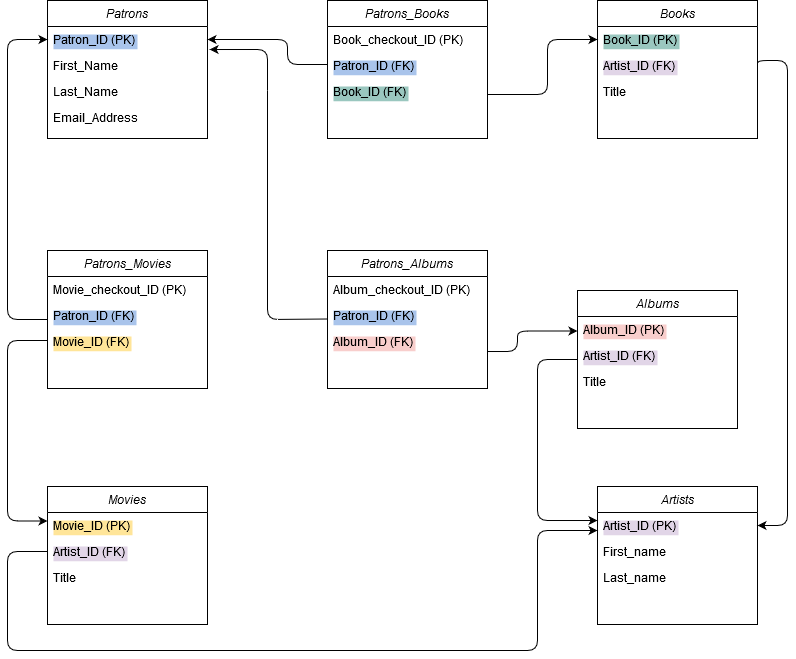 Patrons
Patron_ID (PK)
First_Name
Last_Name
Email_Address
Patrons_Books
Book_checkout_ID (PK)
Patron_ID (FK)
Book_ID (FK)
Books
Book_ID (PK)
Artist_ID (FK)
Title
Patrons_Movies
Movie_checkout_ID (PK)
Patron_ID (FK)
Movie_ID (FK)
Patrons_Albums
Album_checkout_ID (PK)
Patron_ID (FK)
Album_ID (FK)
Albums
Album_ID (PK)
Artist_ID (FK)
Title
Movies
Movie_ID (PK)
Artist_ID (FK)
Title
Artists
Artist_ID (PK)
First_name
Last_name